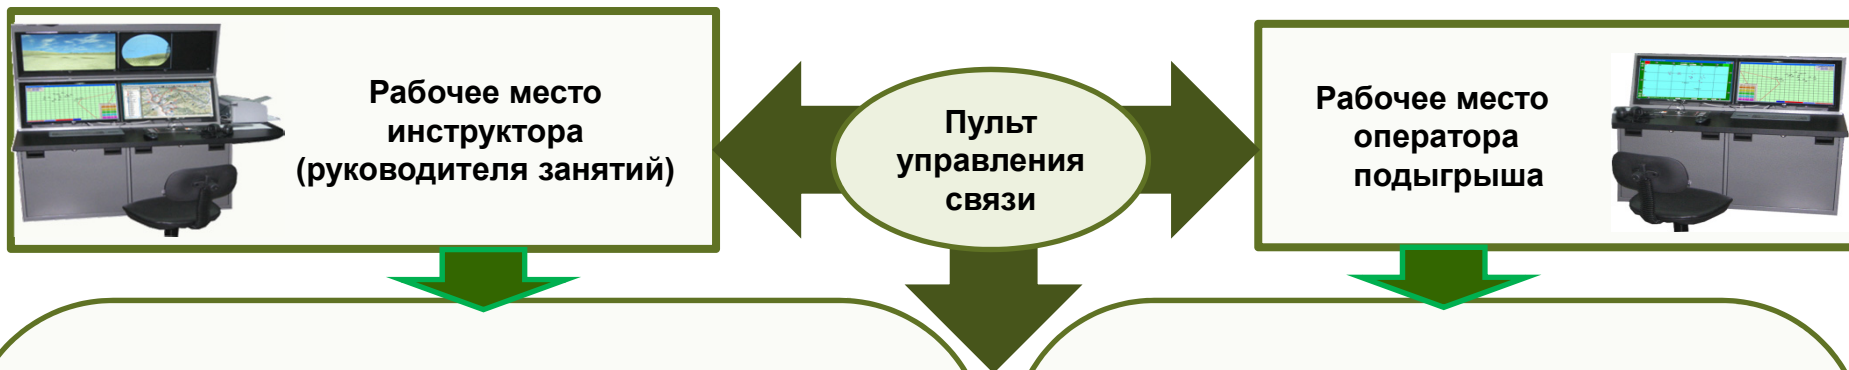 Рабочее место
инструктора
(руководителя занятий)
Пульт
управления
связи
Рабочее место
оператора
подыгрыша